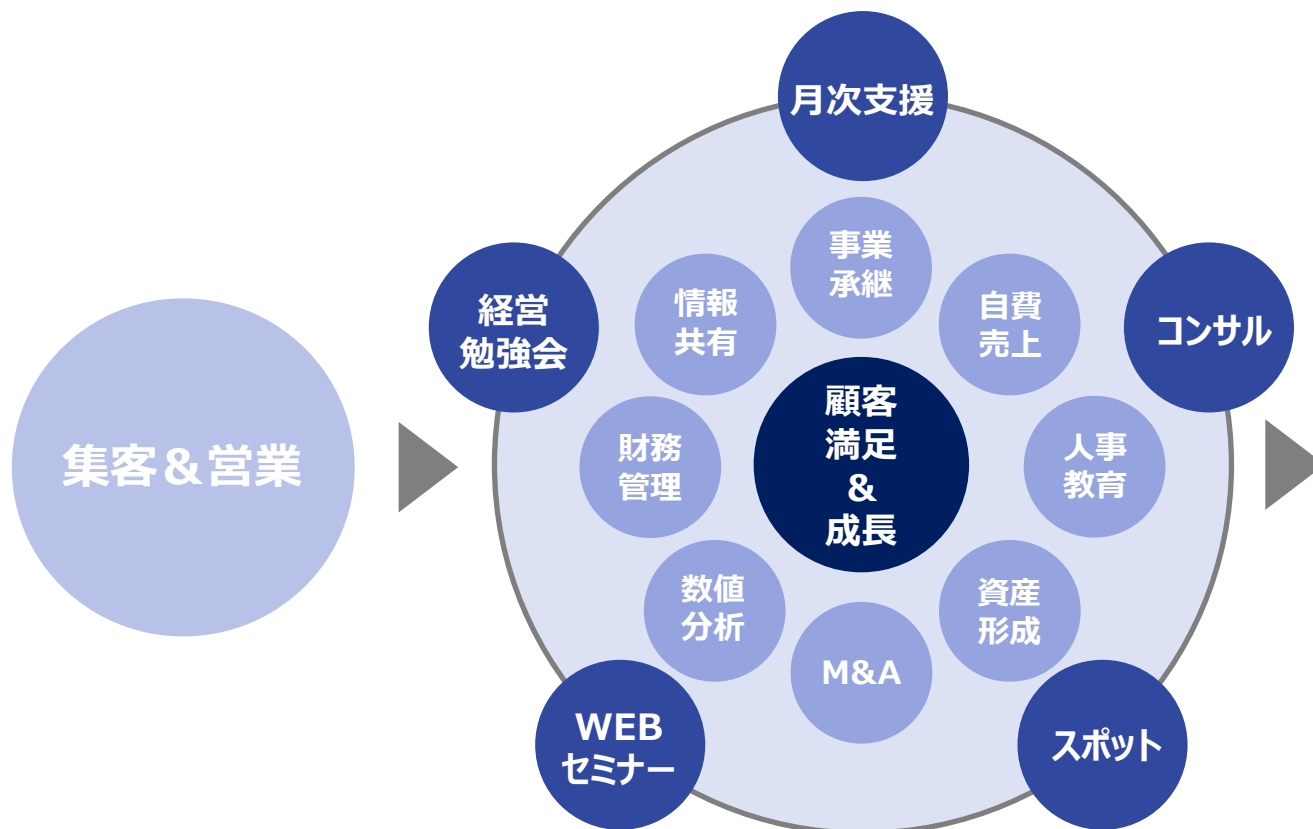 月次支援
事業
承継
情報
共有
自費
売上
経営
勉強会
コンサル
集客＆営業
財務
管理
顧客
満足
&
成長
人事
教育
数値
分析
資産
形成
M&A
WEB
セミナー
スポット